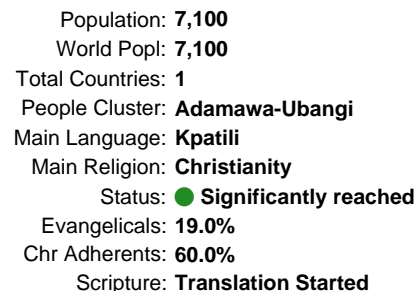 Population: 7,100
World Popl: 7,100
Total Countries: 1
People Cluster: Adamawa-Ubangi
Main Language: Kpatili
Main Religion: Christianity
Status: Significantly reached
Evangelicals: 19.0%
Chr Adherents: 60.0%
Scripture: Translation Started